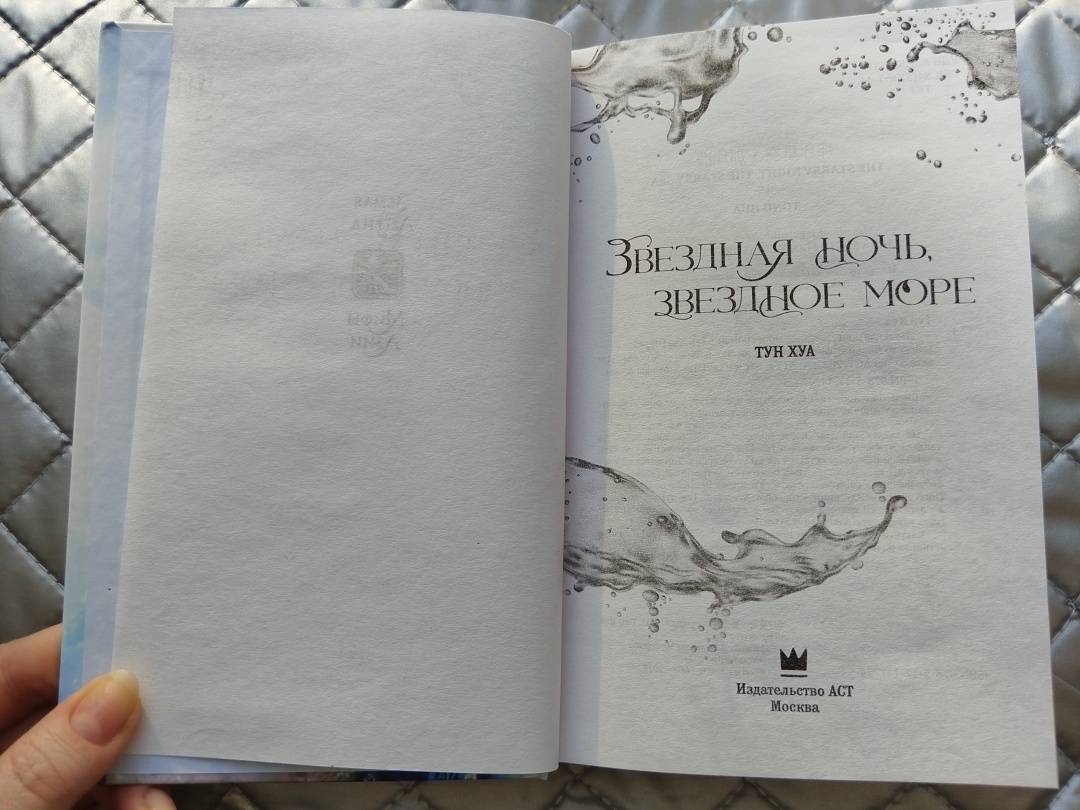 Звездная ночь,
звездное море
ТУН ХУА
Издательство АСТ
Москва